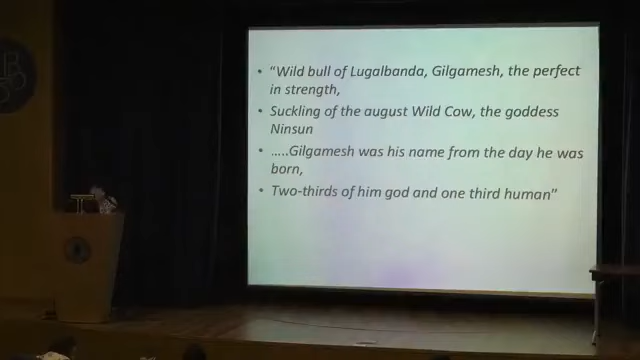 • "Wild bull of Lugalbanda, Gilgamesh, the perfect
in strength,
• Suckling of the august Wild Cow, the goddess
Ninsun
• .....Gilgamesh was his name from the day he was
born,
• Two-thirds of him god and one third human"